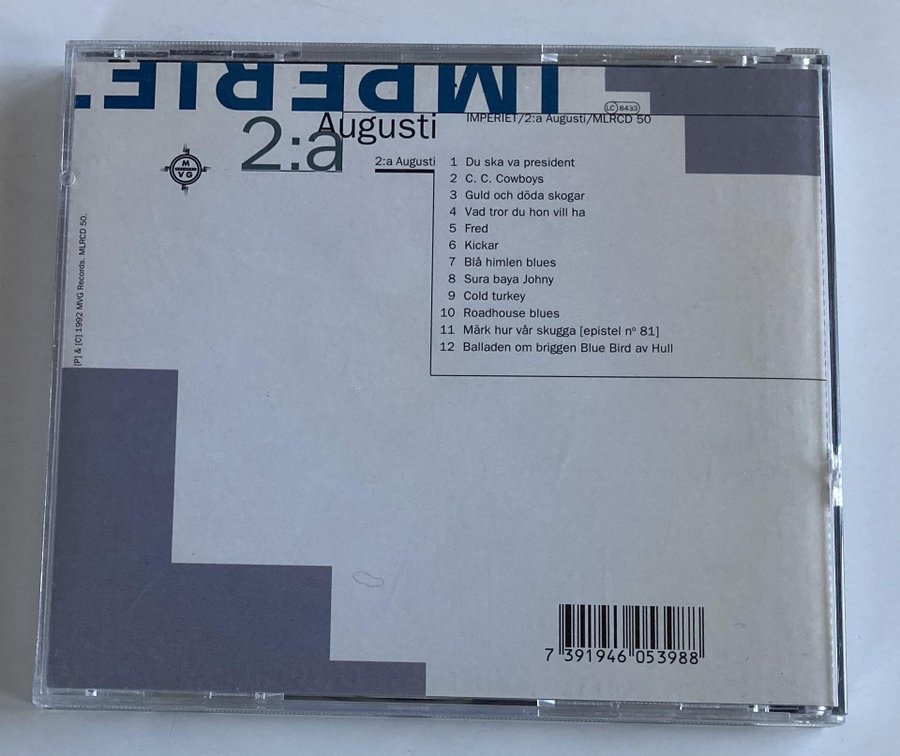 IMPERIET
LC 8433
2:a Augusti
IMPERIET/2:a Augusti/MLRCD 50
M
VG
2:a Augusti
1 Du ska va president
2 C. C. Cowboys
3 Guld och döda skogar
4 Vad tror du hon vill ha
5 Fred
6 Kickar
7 Blå himlen blues
8 Sura baya Johny
9 Cold turkey
10 Roadhouse blues
11 Märk hur vår skugga [epistel nº 81]
12 Balladen om briggen Blue Bird av Hull
[P] & [C] 1992 MVG Records. MLRCD 50.
7 391946 053988